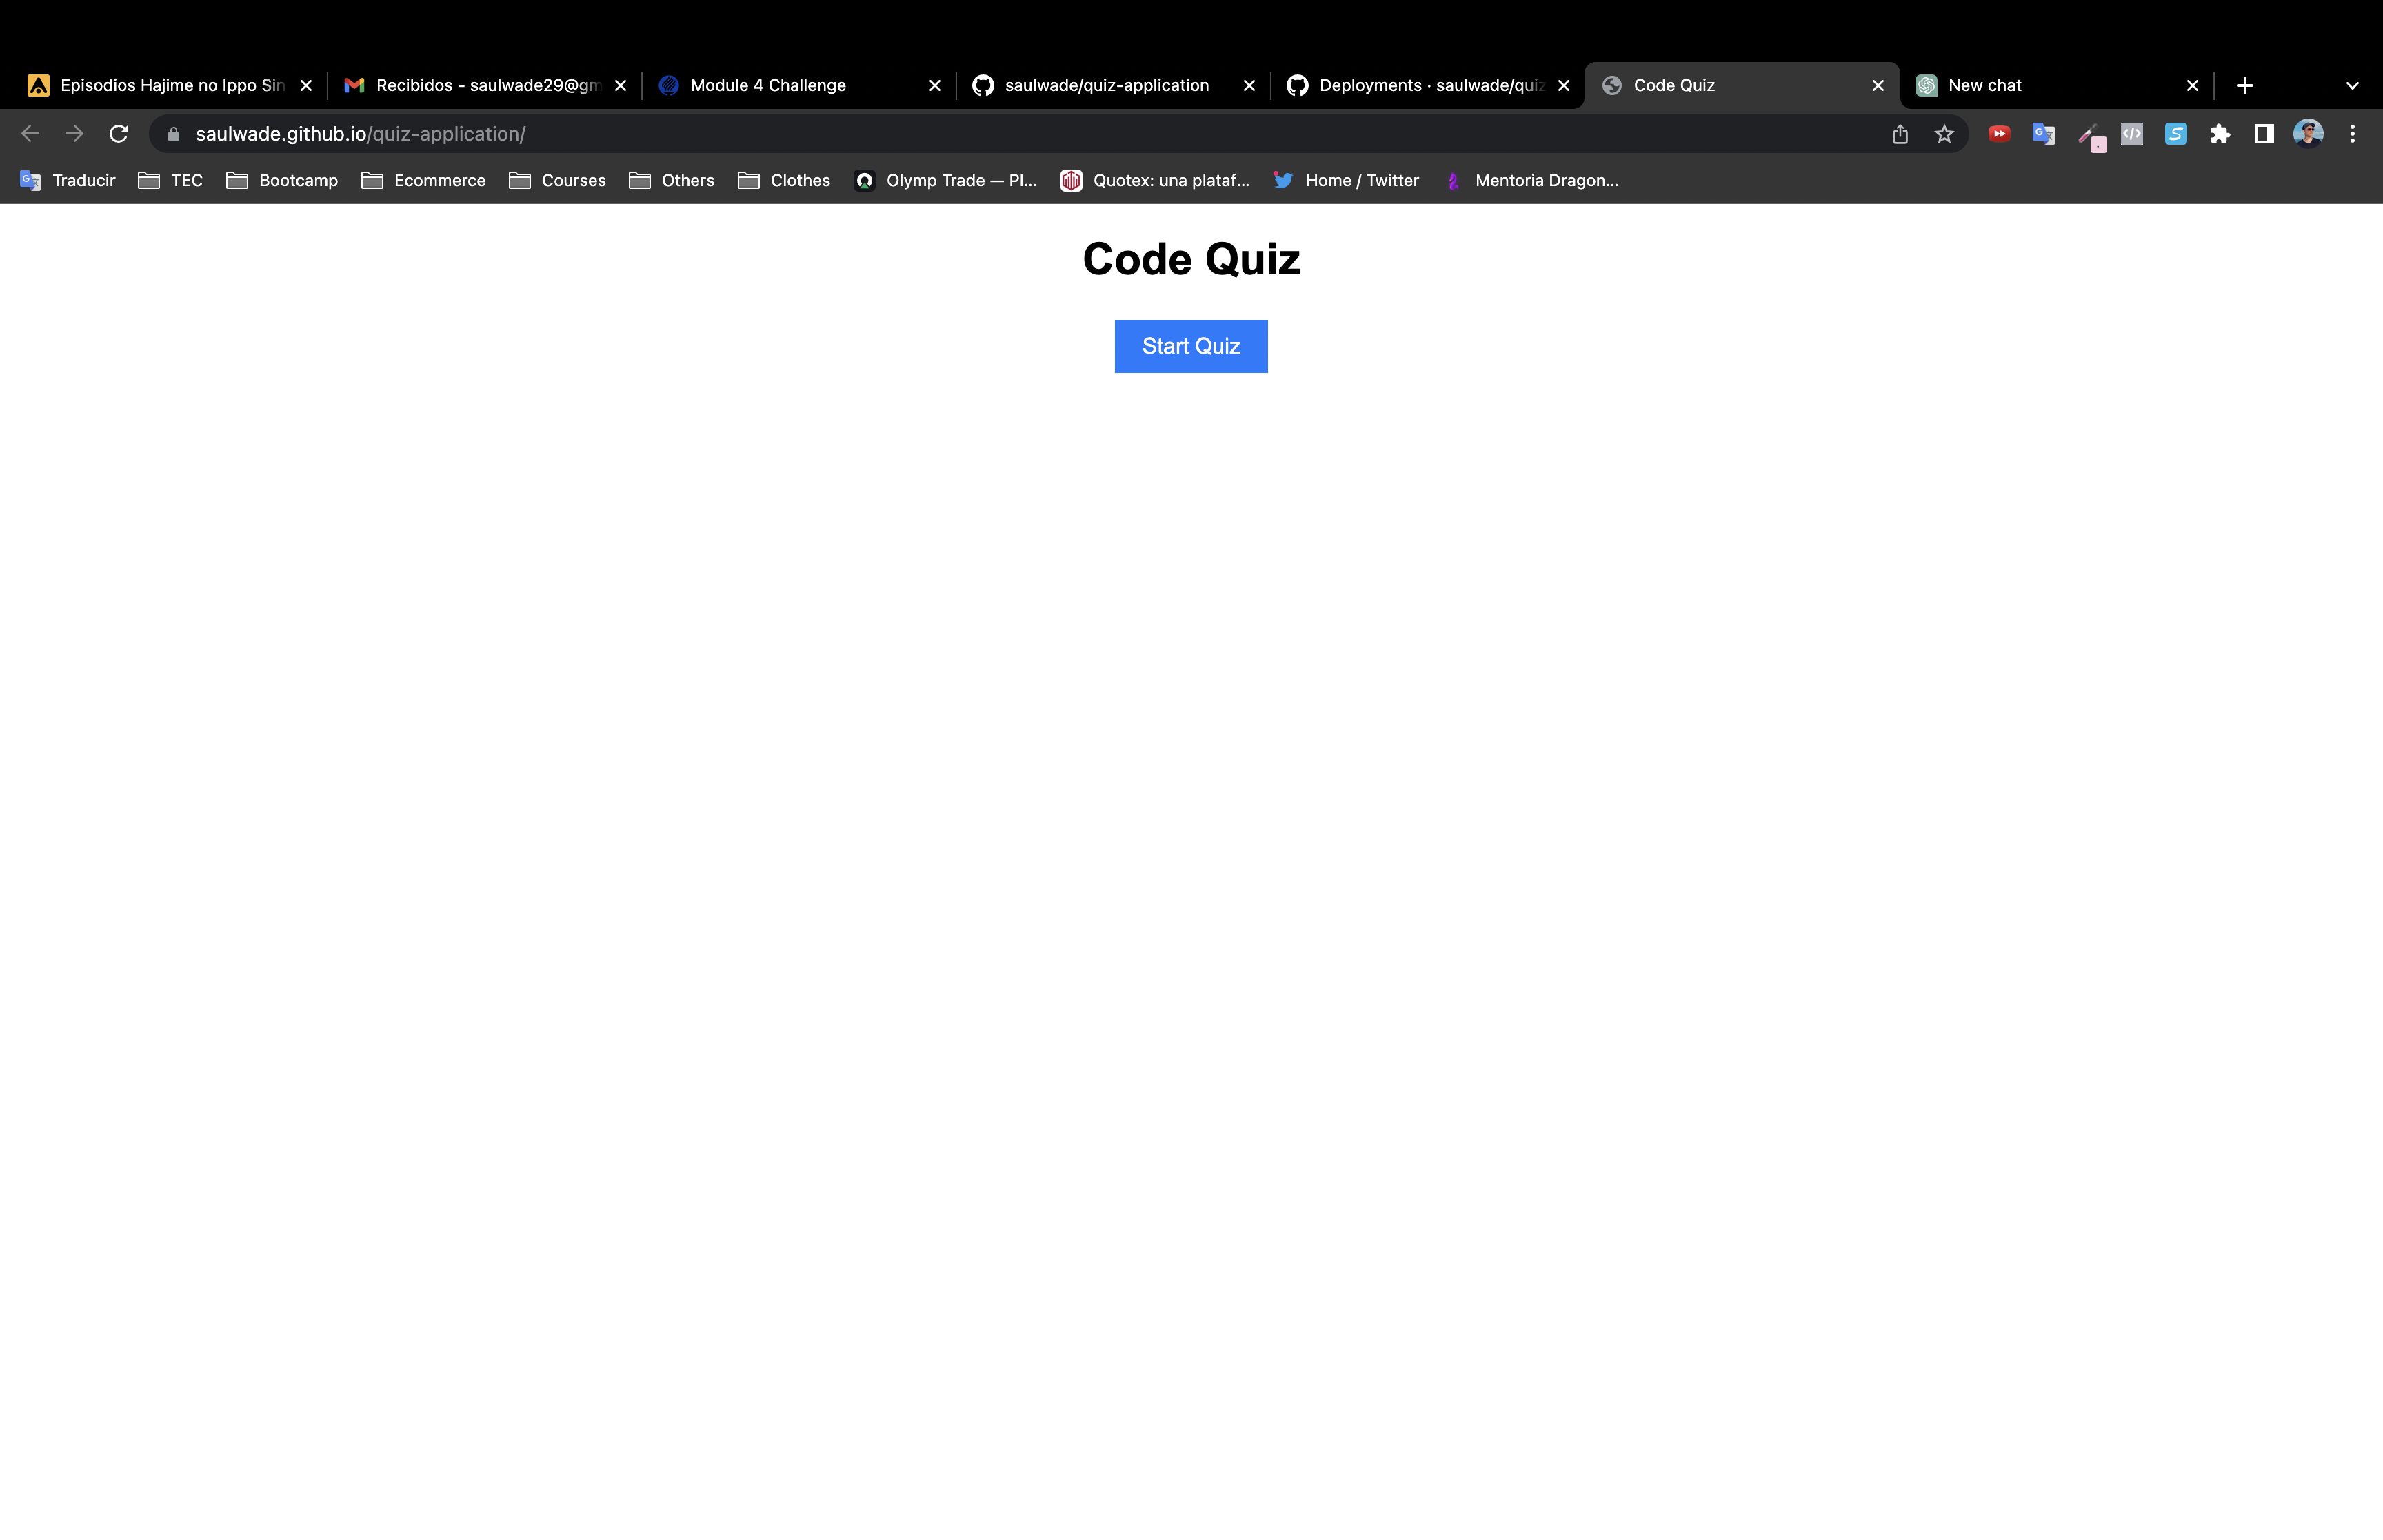 Episodios Hajime no Ippo Sin
Recibidos - saulwade29@gm
Module 4 Challenge
saulwade/quiz-application
Deployments · saulwade/quiz
Code Quiz
New chat
saulwade.github.io/quiz-application/
Traducir
TEC
Bootcamp
Ecommerce
Courses
Others
Clothes
Olymp Trade — Pl...
Quotex: una plataf...
Home / Twitter
Mentoria Dragon...
Code Quiz
Start Quiz